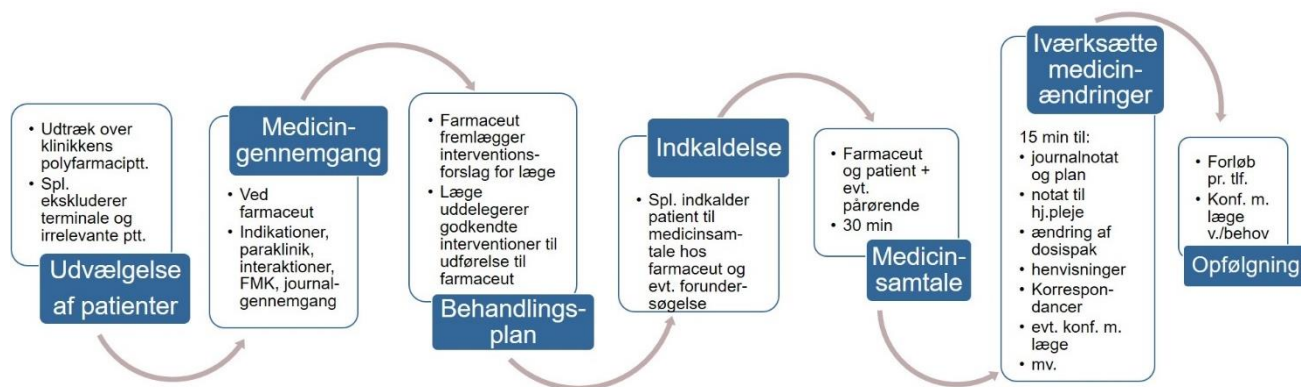 • Udtræk over
klinikkens
polyfarmaciptt.
• Spl.
ekskluderer
terminale og
irrelevante ptt.
Udvælgelse
af patienter
Medicin-
gennemgang
• Ved
farmaceut
• Indikationer,
paraklinik,
interaktioner,
FMK, journal-
gennemgang
• Farmaceut
fremlægger
interventions-
forslag for læge
• Læge
uddelegerer
godkendte
interventioner til
udførelse til
farmaceut
Behandlings-
plan
Indkaldelse
• Spl. indkalder
patient til
medicinsam-
tale hos
farmaceut og
evt. forunder-
søgelse
• Farmaceut
og patient +
evt.
pårørende
• 30 min
Medicin-
samtale
Iværksætte
medicin-
ændringer
15 min til:
• journalnotat
og plan
• notat til
hj.pleje
• ændring af
dosispak
• henvisninger
• Korrespon-
dancer
• evt. konf. m.
læge
• mv.
• Forløb
pr. tlf.
• Konf. m.
læge
v./behov
Opfølgning